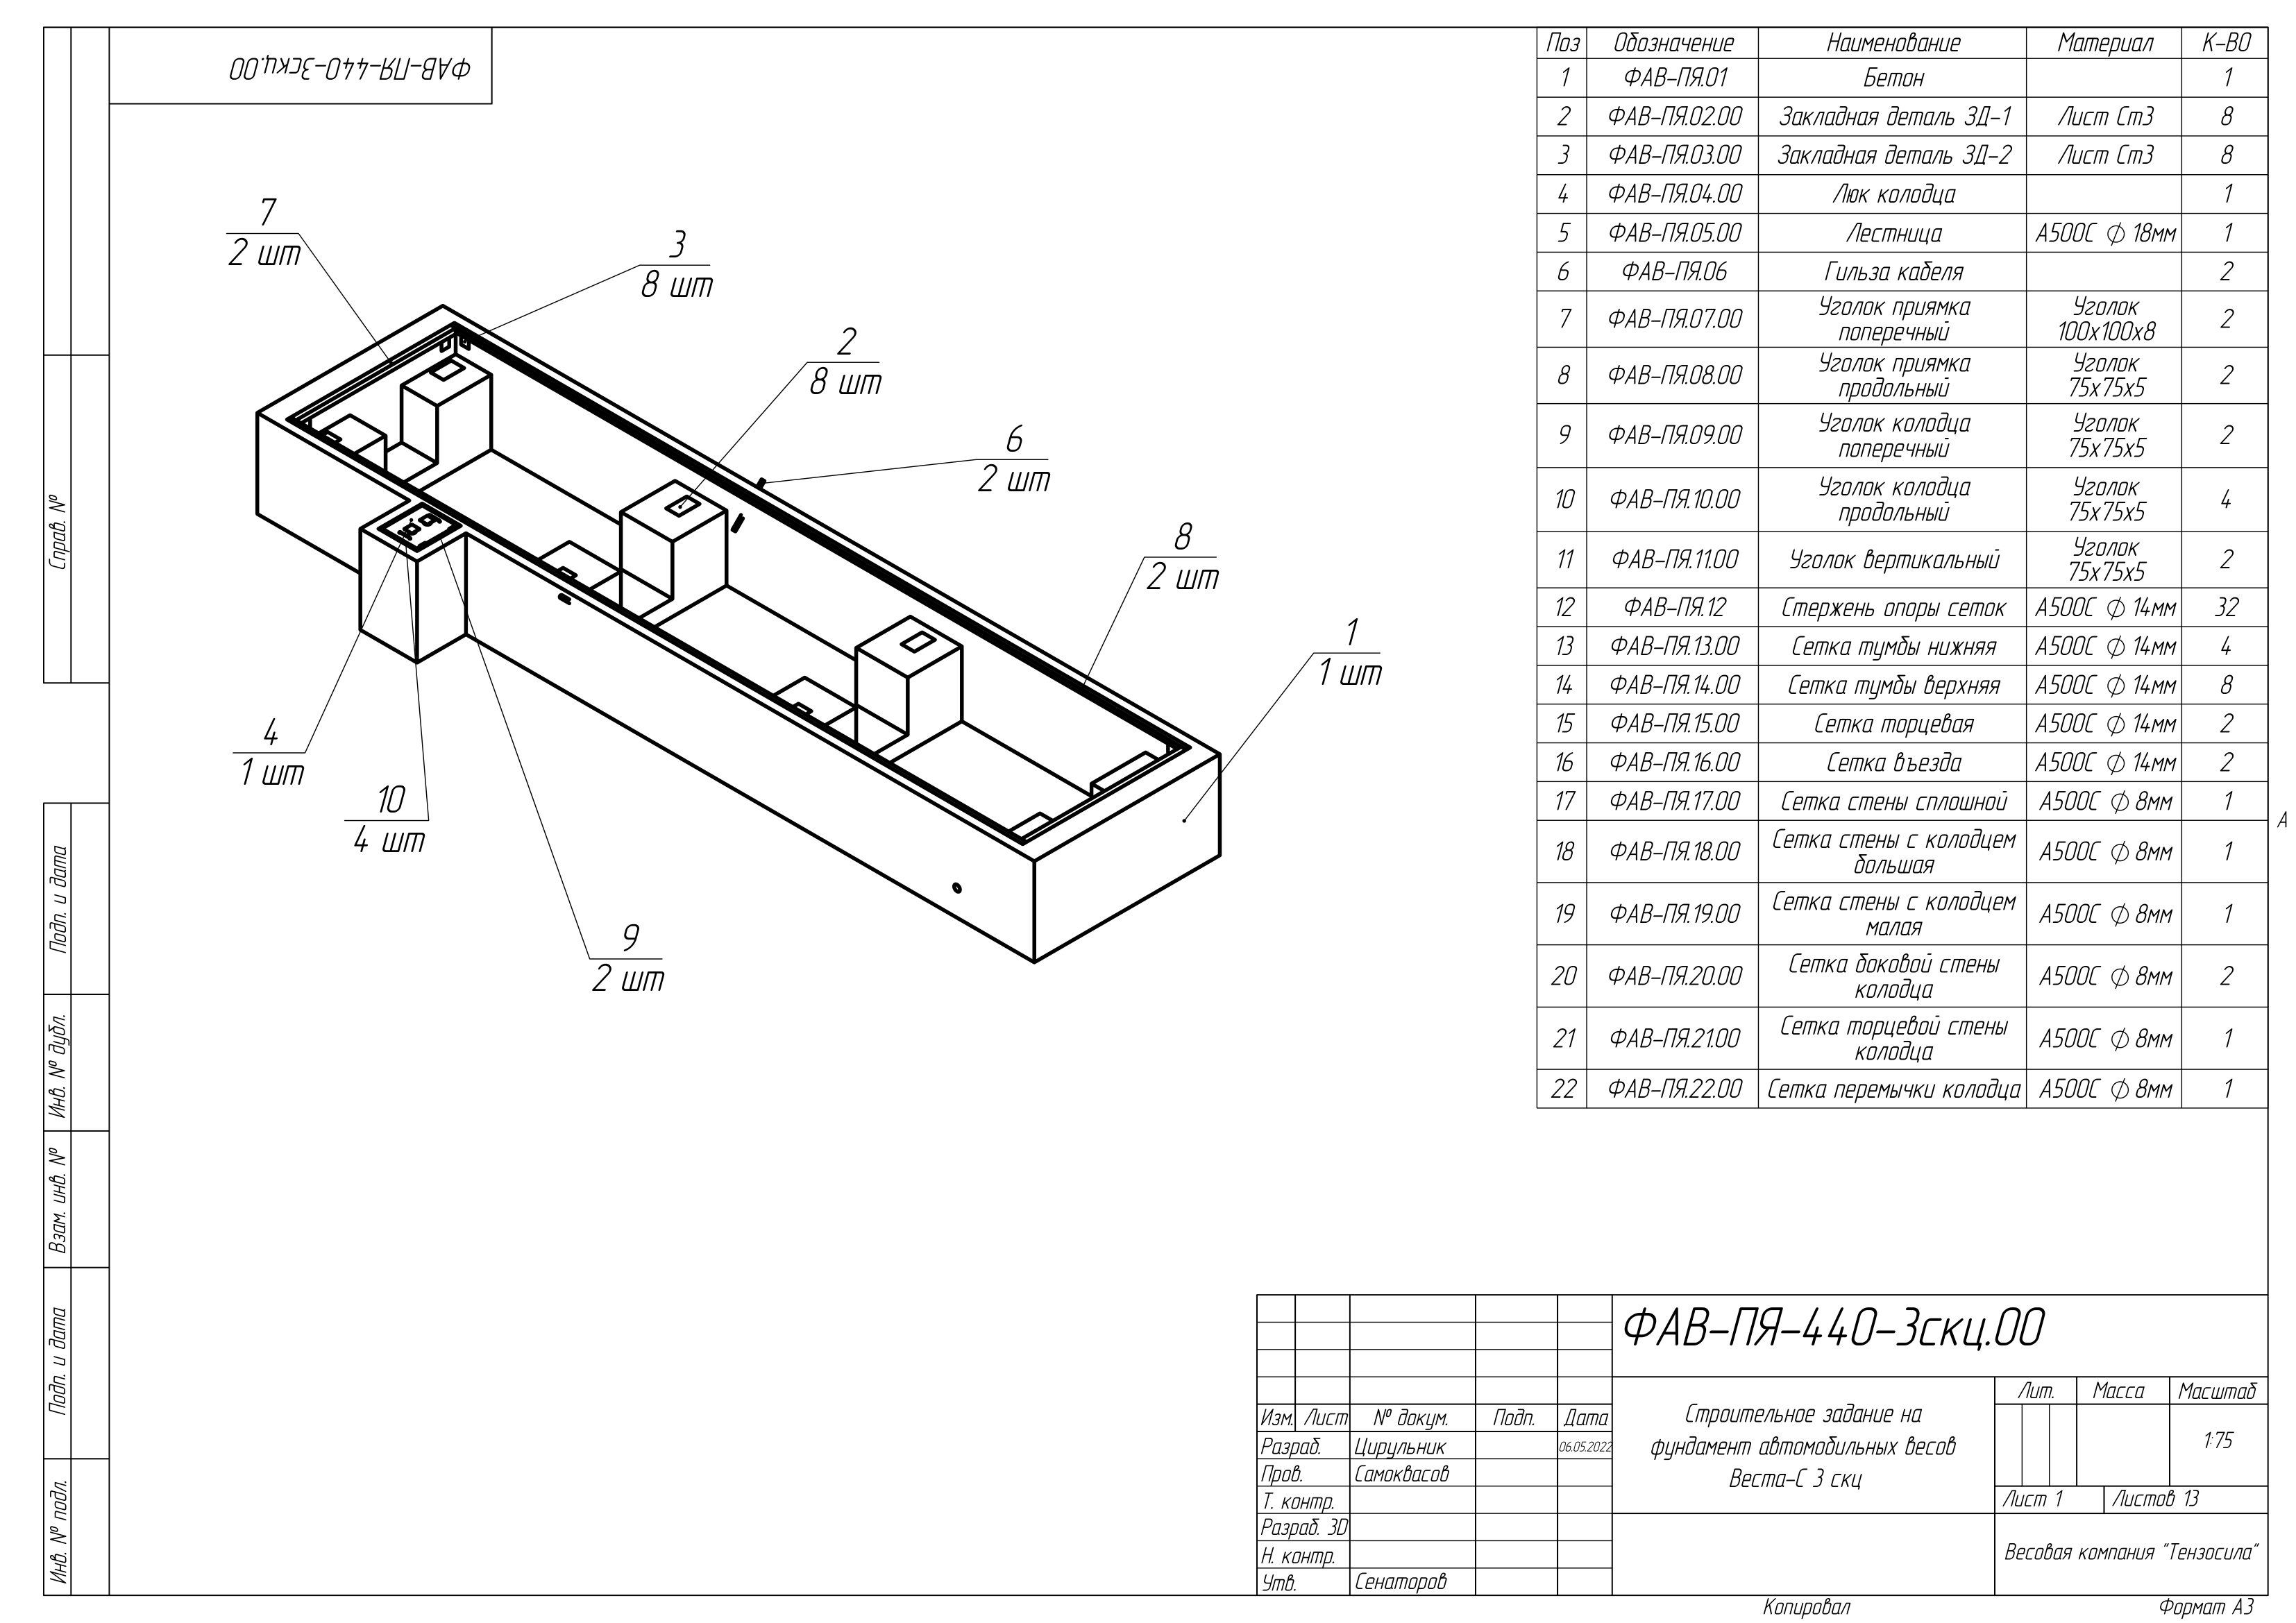 ФАВ-ПЯ-440-3скц.00
Поз Обозначение Наименование Материал К-ВО
1 ФАВ-ПЯ.01 Бетон 1
2 ФАВ-ПЯ.02.00 Закладная деталь ЗД-1 Лист Ст3 8
3 ФАВ-ПЯ.03.00 Закладная деталь ЗД-2 Лист Ст3 8
4 ФАВ-ПЯ.04.00 Люк колодца 1
5 ФАВ-ПЯ.05.00 Лестница А500С ⌀ 18мм 1
6 ФАВ-ПЯ.06 Гильза кабеля 2
7 ФАВ-ПЯ.07.00 Уголок приямка поперечный Уголок 100х100х8 2
8 ФАВ-ПЯ.08.00 Уголок приямка продольный Уголок 75х75х5 2
9 ФАВ-ПЯ.09.00 Уголок колодца поперечный Уголок 75х75х5 2
10 ФАВ-ПЯ.10.00 Уголок колодца продольный Уголок 75х75х5 4
11 ФАВ-ПЯ.11.00 Уголок вертикальный Уголок 75х75х5 2
12 ФАВ-ПЯ.12 Стержень опоры сеток А500С ⌀ 14мм 32
13 ФАВ-ПЯ.13.00 Сетка тумбы нижняя А500С ⌀ 14мм 4
14 ФАВ-ПЯ.14.00 Сетка тумбы верхняя А500С ⌀ 14мм 8
15 ФАВ-ПЯ.15.00 Сетка торцевая А500С ⌀ 14мм 2
16 ФАВ-ПЯ.16.00 Сетка въезда А500С ⌀ 14мм 2
17 ФАВ-ПЯ.17.00 Сетка стены сплошной А500С ⌀ 8мм 1
18 ФАВ-ПЯ.18.00 Сетка стены с колодцем большая А500С ⌀ 8мм 1
19 ФАВ-ПЯ.19.00 Сетка стены с колодцем малая А500С ⌀ 8мм 1
20 ФАВ-ПЯ.20.00 Сетка боковой стены колодца А500С ⌀ 8мм 2
21 ФАВ-ПЯ.21.00 Сетка торцевой стены колодца А500С ⌀ 8мм 1
22 ФАВ-ПЯ.22.00 Сетка перемычки колодца А500С ⌀ 8мм 1
7
2 шт
3
8 шт
2
8 шт
6
2 шт
8
2 шт
1
1 шт
4
1 шт
10
4 шт
9
2 шт
А
Справ. №
Подп. и дата
Инв. № дубл.
Взам. инв. №
Подп. и дата
Инв. № подл.
ФАВ-ПЯ-440-3скц.00
Изм. Лист № докум. Подп. Дата
Разраб. Цирульник 06.05.2022
Пров. Самоквасов
Т. контр.
Разраб. 3D
Н. контр.
Утв. Сенаторов
Строительное задание на
фундамент автомобильных весов
Веста-С 3 скц
Лит. Масса Масштаб
1:75
Лист 1 Листов 13
Весовая компания "Тензосила"
Копировал Формат А3